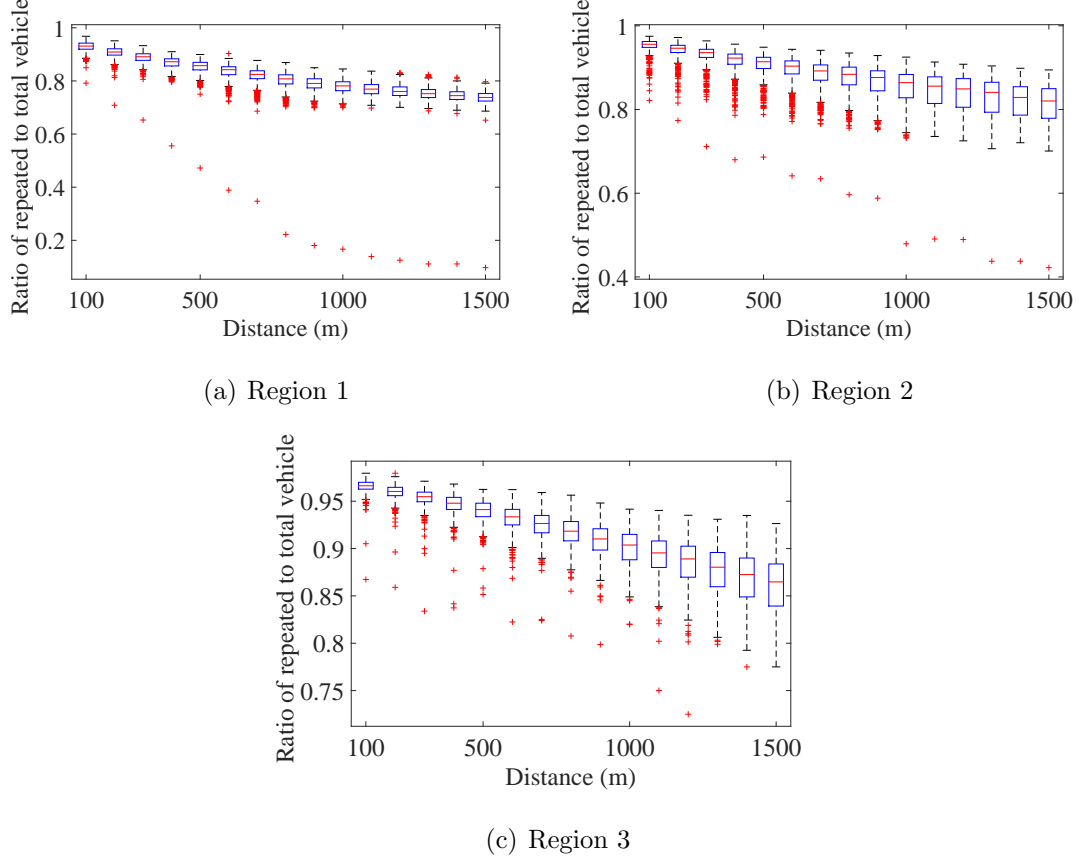 1
0.8
0.6
0.4
0.2
100
500
1000
1500
Ratio of repeated to total vehicle
Distance (m)
(a) Region 1
1
0.8
0.6
0.4
100
500
1000
1500
Ratio of repeated to total vehicle
Distance (m)
(b) Region 2
0.95
0.9
0.85
0.8
0.75
100
500
1000
1500
Ratio of repeated to total vehicle
Distance (m)
(c) Region 3